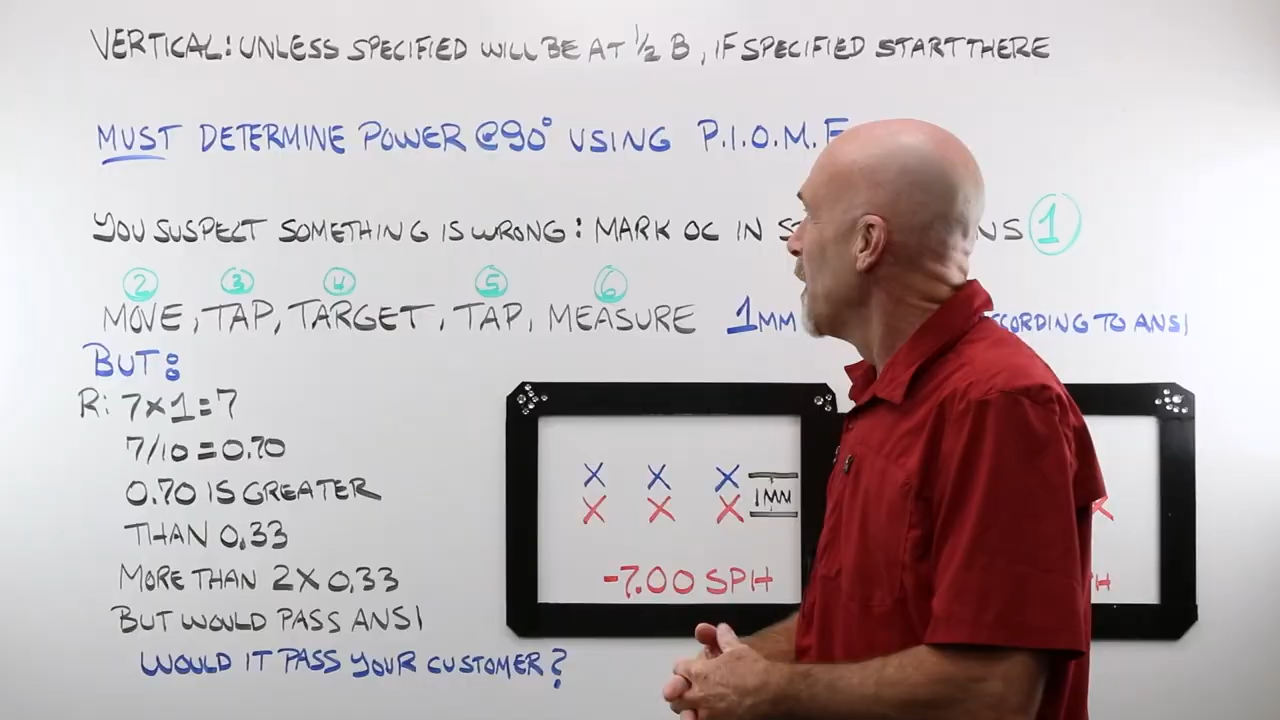 VERTICAL: UNLESS SPECIFIED WILL BE AT 1/2 B, IF SPECIFIED START THERE
MUST DETERMINE POWER @90° USING P.I.O.M.F
YOU SUSPECT SOMETHING IS WRONG: MARK OC IN 1
2 3 4 5 6
MOVE, TAP, TARGET, TAP, MEASURE 1MM ACCORDING TO ANSI
BUT:
R: 7×1=7
7/10=0.70
0.70 IS GREATER
THAN 0.33
MORE THAN 2X 0.33
BUT WOULD PASS ANSI
WOULD IT PASS YOUR CUSTOMER?
X X X
1MM
X X X X
-7.00 SPH